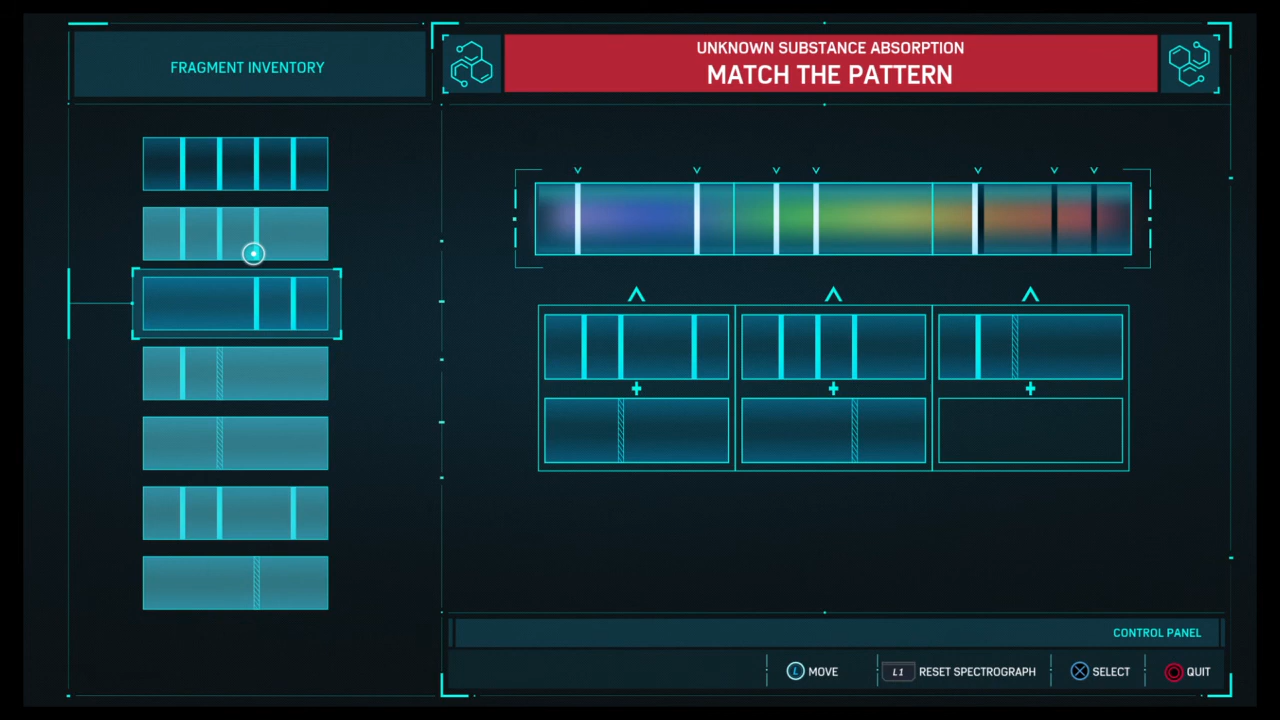 FRAGMENT INVENTORY
UNKNOWN SUBSTANCE ABSORPTION
MATCH THE PATTERN
CONTROL PANEL
L MOVE
L1 RESET SPECTROGRAPH
SELECT
QUIT